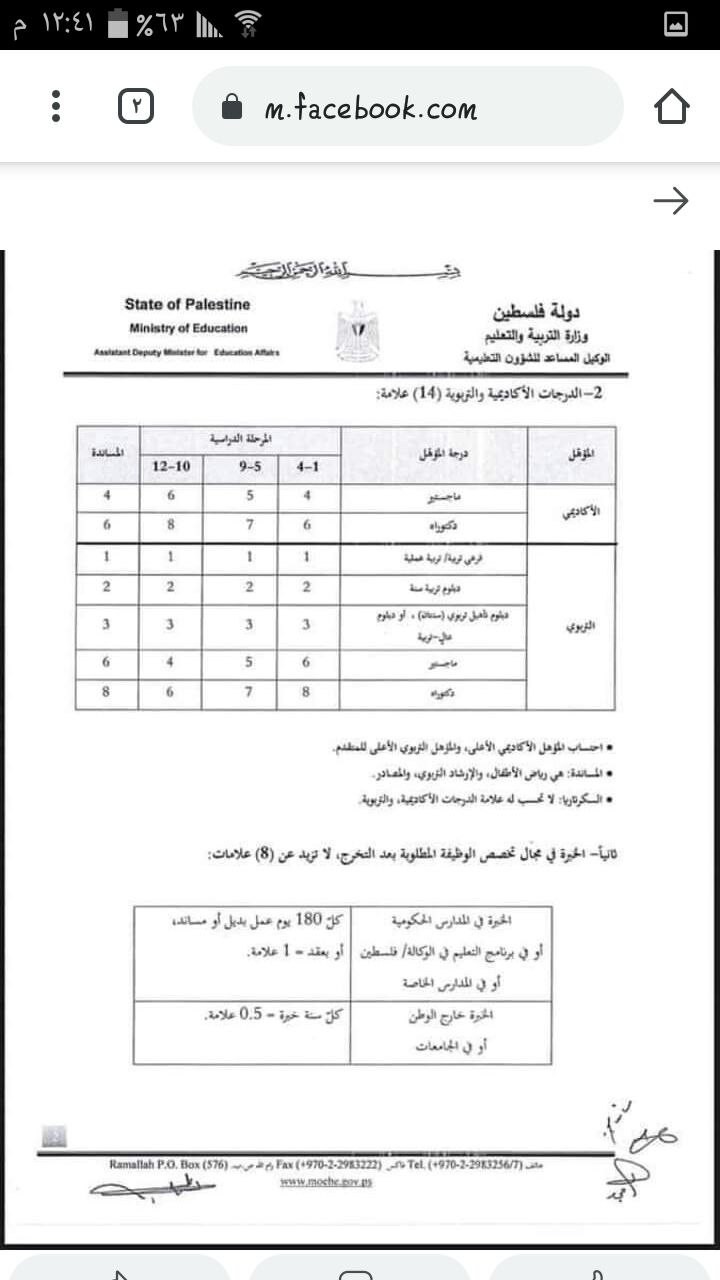 ١٢:٤١ م
%٦٣
٢
m.facebook.com
State of Palestine
Ministry of Education
Assistant Deputy Minister for Education Affairs
دولة فلسطين
وزارة التربية والتعليم
الوكيل المساعد للشؤون التعليمية
2-الدرجات الأكاديمية والتربوية (14) علامة:
المؤهل درجة المؤهل المرحلة الدراسية المساندة
4-1 9-5 12-10
الأكاديمي
ماجستير 4 5 6 4
دكتوراه 6 7 8 6
التربوي
فرعي تربية/ تربية عملية 1 1 1 1
دبلوم تربية سنة 2 2 2 2
دبلوم تأهيل تربوي (سنتان) ، أو دبلوم
عالي-تربية 3 3 3 3
ماجستير 6 5 4 6
دكتوراه 8 7 6 8
• احتساب المؤهل الأكاديمي الأعلى، والمؤهل التربوي الأعلى للمتقدم.
• المساندة: هي رياض الأطفال، والإرشاد التربوي، والمصادر.
• السكرتاريا: لا تحسب له علامة الدرجات الأكاديمية، والتربوية.
ثانياً- الخبرة في مجال تخصص الوظيفة المطلوبة بعد التخرج، لا تزيد عن (8) علامات:
الخبرة في المدارس الحكومية كلّ 180 يوم عمل بديل أو مساند،
أو في برنامج التعليم في الوكالة/ فلسطين أو بعقد = 1 علامة.
أو في المدارس الخاصة
الخبرة خارج الوطن كلّ سنة خبرة = 0.5 علامة.
أو في الجامعات
2
Ramallah P.O. Box (576) رام الله ص.ب. Fax (+970-2-2983222) فاكس Tel. (+970-2-2983256/7) هاتف
www.moehe.gov.ps